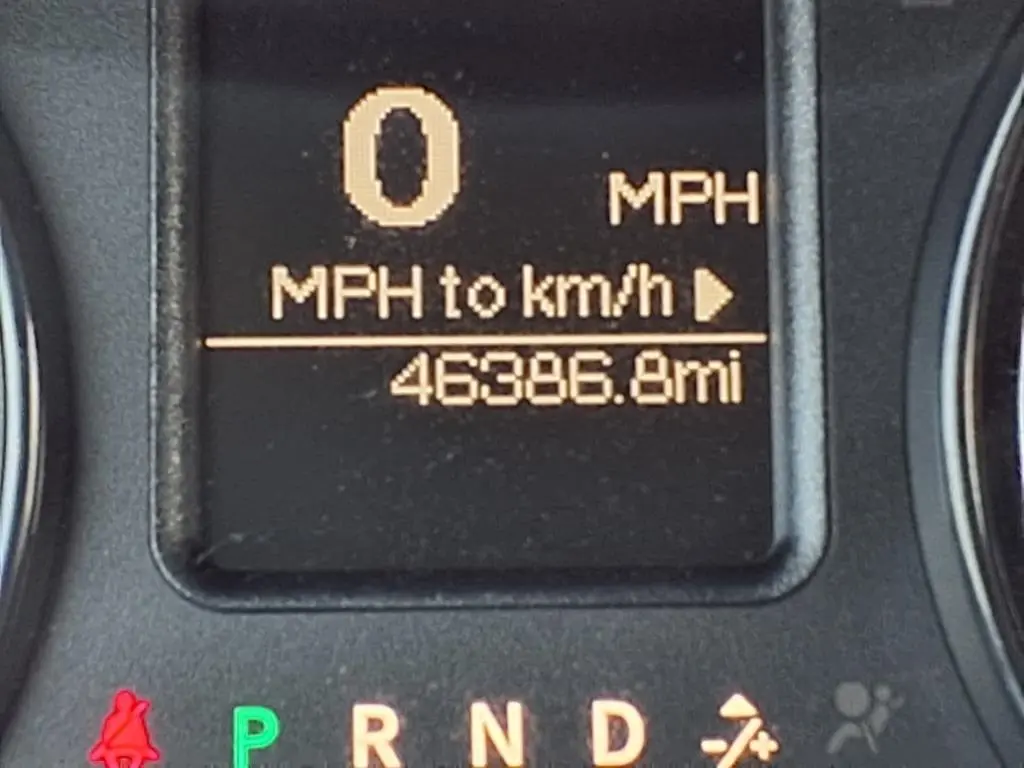 0 MPH
MPH to km/h ▶
46386.8mi
P R N D -/+